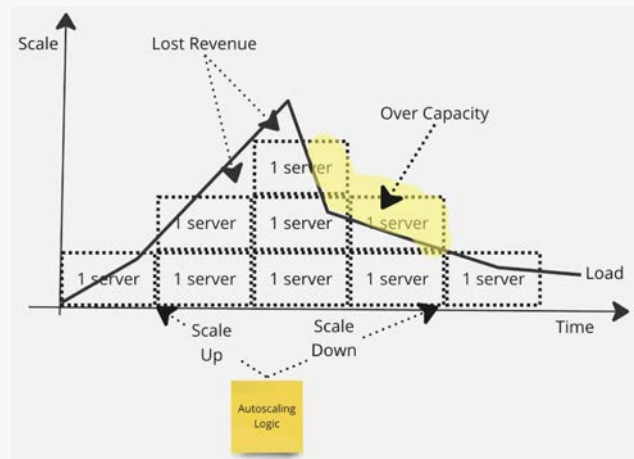 Scale
Lost Revenue
Over Capacity
1 server
1 server
1 server
1 server
1 server
1 server
1 server
1 server
1 server
Load
Scale
Up
Scale
Down
Time
Autoscaling
Logic